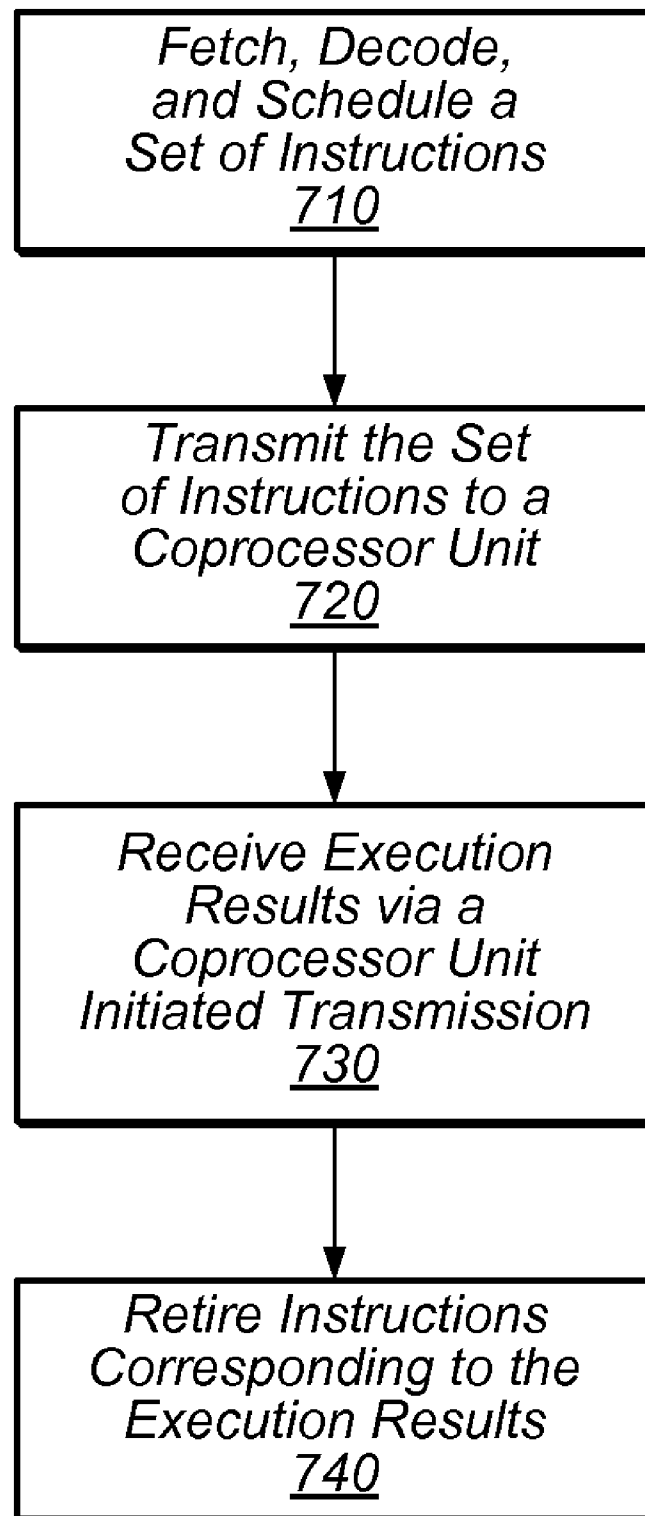 Fetch, Decode,
and Schedule a
Set of Instructions
710
Transmit the Set
of Instructions to a
Coprocessor Unit
720
Receive Execution
Results via a
Coprocessor Unit
Initiated Transmission
730
Retire Instructions
Corresponding to the
Execution Results
740